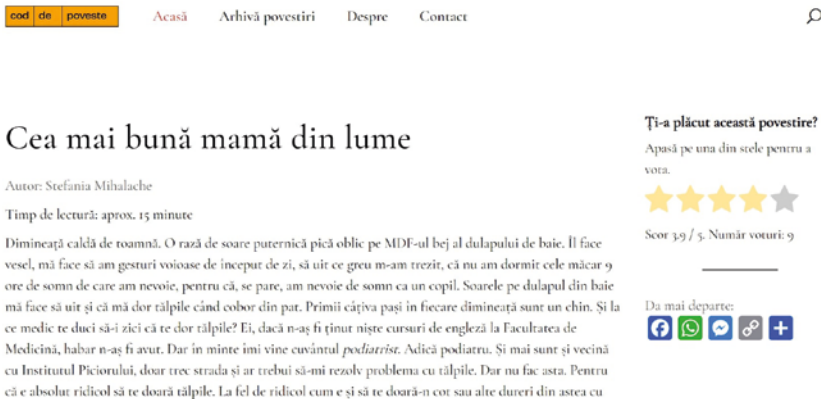 cod de poveste
Acasă Arhivă povestiri Despre Contact
Cea mai bună mamă din lume
Autor: Stefania Mihalache
Timp de lectură: aprox. 15 minute
Dimineață caldă de toamnă. O rază de soare puternică pică oblic pe MDF-ul bej al dulapului de baie. Îl face
vesel, mă face să am gesturi voioase de început de zi, să uit ce greu m-am trezit, că nu am dormit cele măcar 9
ore de somn de care am nevoie, pentru că, se pare, am nevoie de somn ca un copil. Soarele pe dulapul din baie
mă face să uit și că mă dor tălpile când cobor din pat. Primii câțiva pași în fiecare dimineață sunt un chin. Și la
ce medic te duci să-i zici că te dor tălpile? Ei, dacă n-aș fi ținut niște cursuri de engleză la Facultatea de
Medicină, habar n-aș fi avut. Dar în minte îmi vine cuvântul podiatrist. Adică podiatru. Și mai sunt și vecină
cu Institutul Piciorului, doar trec strada și ar trebui să-mi rezolv problema cu tălpile. Dar nu fac asta. Pentru
că e absolut ridicol să te doară tălpile. La fel de ridicol cum e și să te doară-n cot sau alte dureri din astea cu
Ți-a plăcut această povestire?
Apasă pe una din stele pentru a
vota.
Scor 3.9 / 5. Număr voturi: 9
Da mai departe: